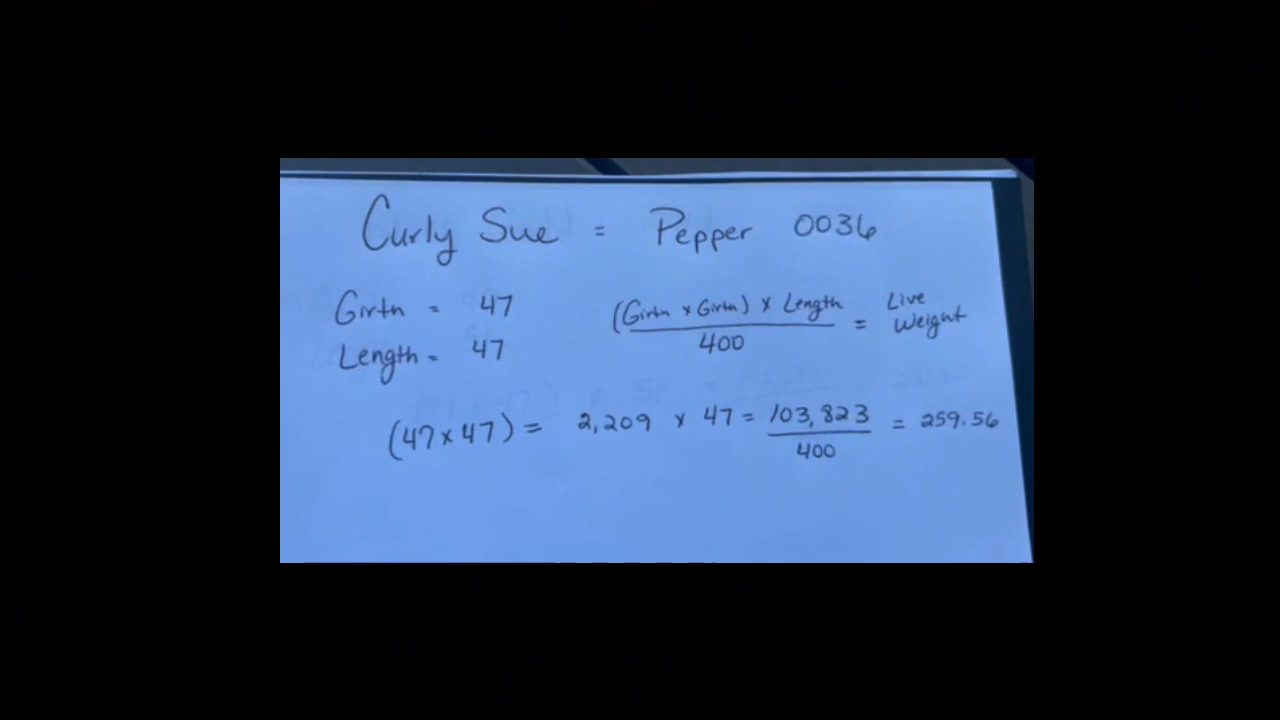 Curly Sue = Pepper 0036
Girth = 47
Length = 47
(Girth x Girth) x Length
400
= Live Weight
(47x47) = 2,209 x 47 = 103,823 = 259.56
400